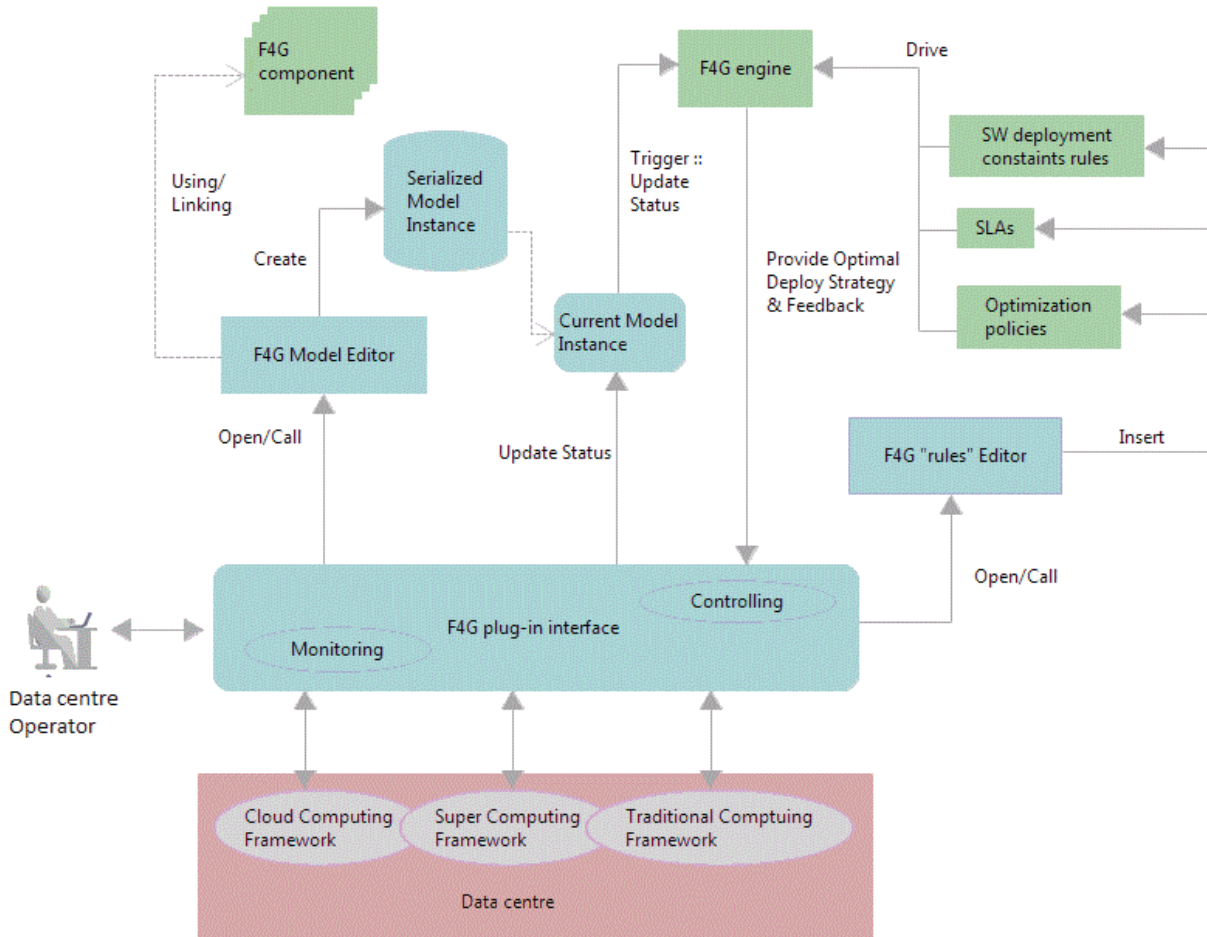 F4G
component
F4G engine
Drive
SW deployment
constaints rules
Using/
Linking
Serialized
Model
Instance
Trigger ::
Update
Status
SLAs
Create
Provide Optimal
Deploy Strategy
& Feedback
Optimization
policies
F4G Model Editor
Current Model
Instance
Open/Call
Update Status
F4G "rules" Editor
Insert
Open/Call
Controlling
F4G plug-in interface
Monitoring
Data centre
Operator
Cloud Computing
Framework
Super Computing
Framework
Traditional Comptuing
Framework
Data centre